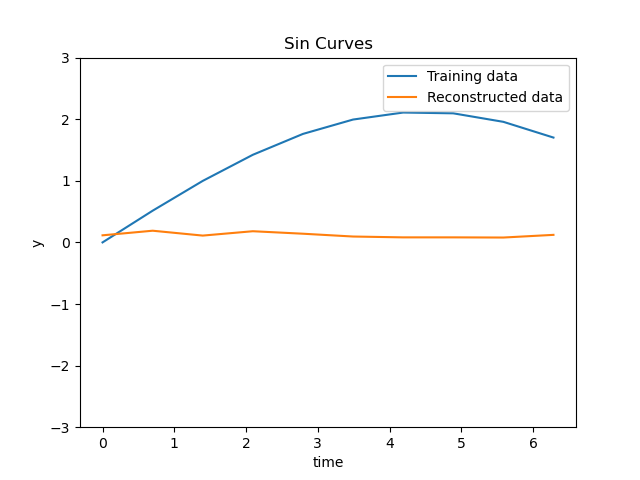 Sin Curves
Training data
Reconstructed data
3
2
1
0
−1
−2
−3
y
0 1 2 3 4 5 6
time